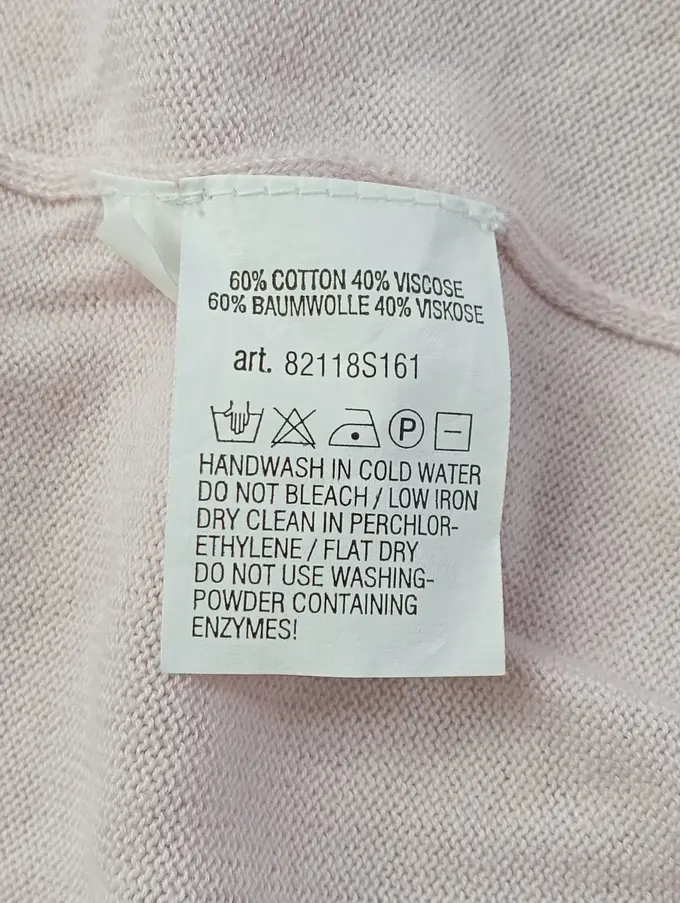 60% COTTON 40% VISCOSE
60% BAUMWOLLE 40% VISKOSE
art. 82118S161
P
HANDWASH IN COLD WATER
DO NOT BLEACH / LOW IRON
DRY CLEAN IN PERCHLOR-
ETHYLENE / FLAT DRY
DO NOT USE WASHING-
POWDER CONTAINING
ENZYMES!